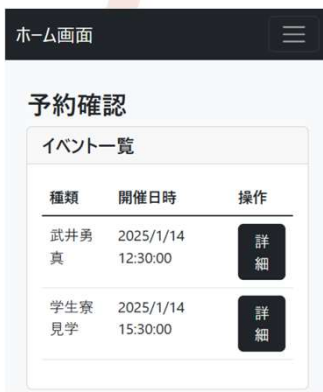 ホーム画面
予約確認
イベント一覧
種類 開催日時 操作
武井勇 2025/1/14 詳
真 12:30:00 細
学生寮 2025/1/14 詳
見学 15:30:00 細